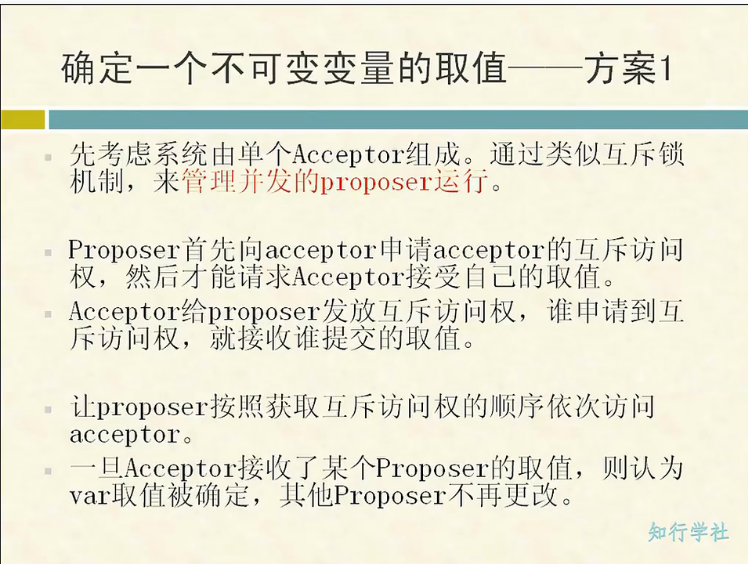 确定一个不可变变量的取值——方案1
先考虑系统由单个Acceptor组成。通过类似互斥锁
机制，来管理并发的proposer运行。
Proposer首先向acceptor申请acceptor的互斥访问
权，然后才能请求Acceptor接受自己的取值。
Acceptor给proposer发放互斥访问权，谁申请到互
斥访问权，就接收谁提交的取值。
让proposer按照获取互斥访问权的顺序依次访问
acceptor。
一旦Acceptor接收了某个Proposer的取值，则认为
var取值被确定，其他Proposer不再更改。
知行学社